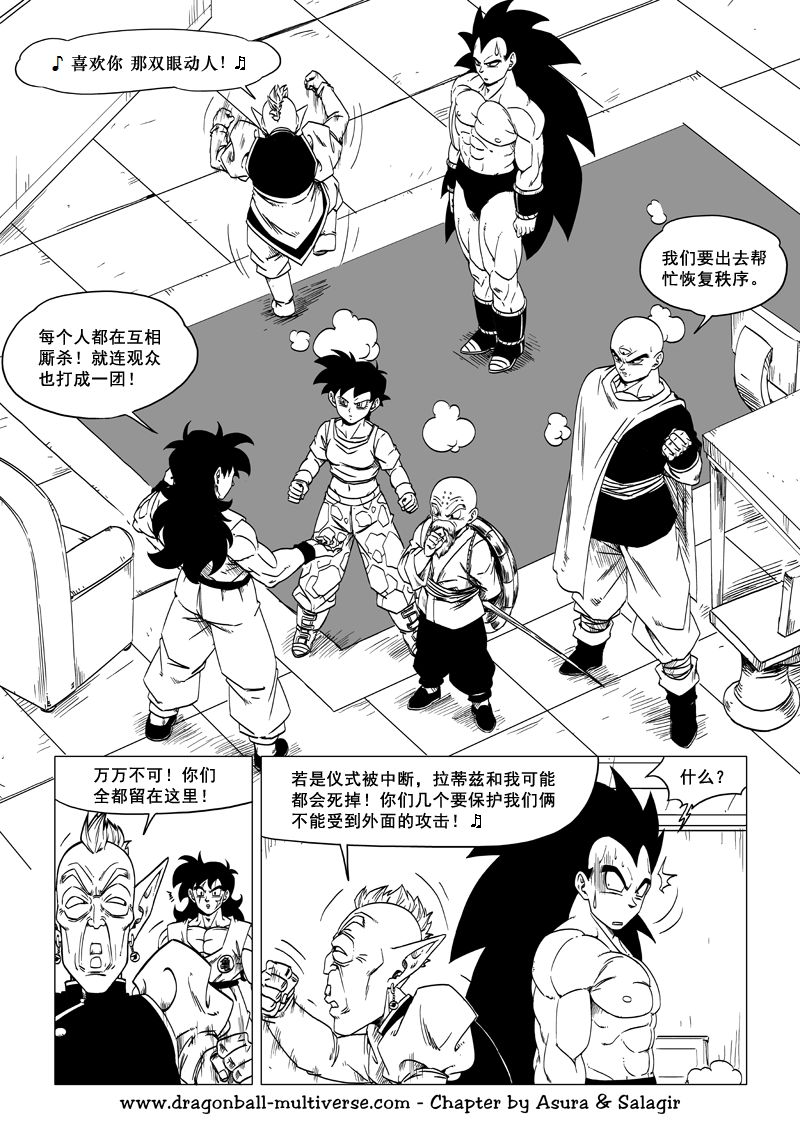 ♪ 喜欢你 那双眼动人！♫
我们要出去帮
忙恢复秩序。
每个人都在互相
厮杀！就连观众
也打成一团！
万万不可！你们
全都留在这里！
若是仪式被中断，拉蒂兹和我可能
都会死掉！你们几个要保护我们俩
不能受到外面的攻击！♫
什么？
www.dragonball-multiverse.com - Chapter by Asura & Salagir